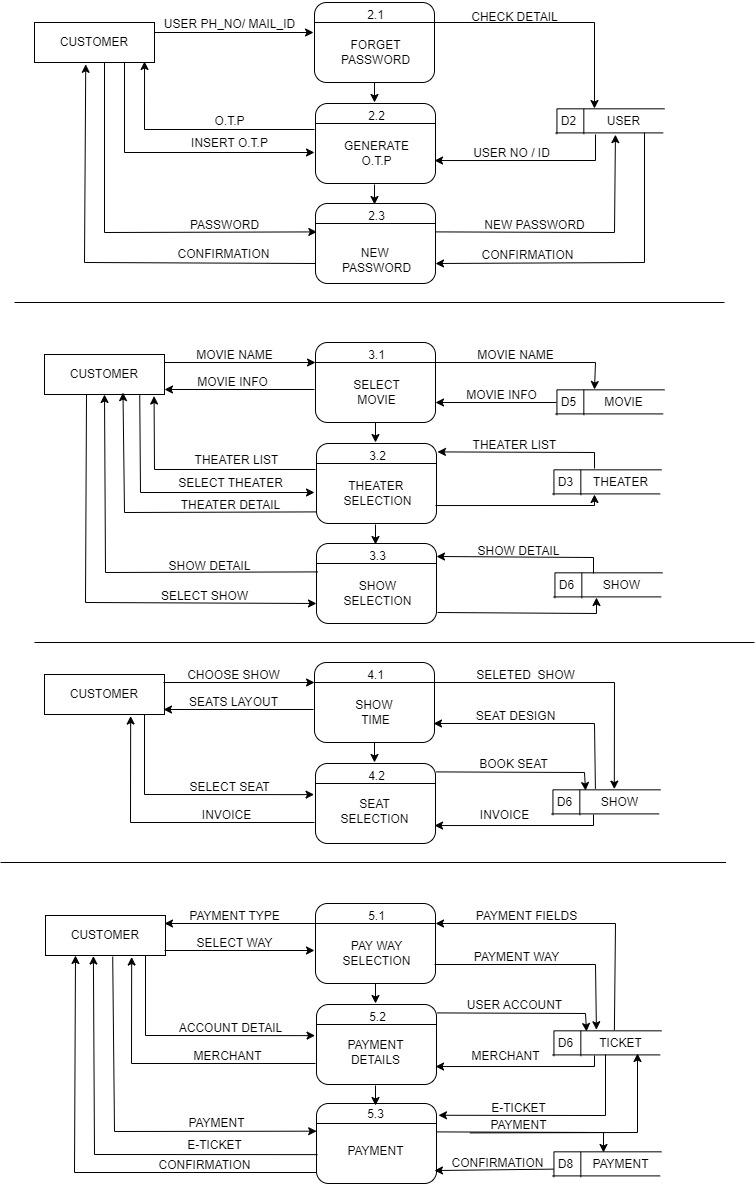 USER PH_NO/ MAIL_ID
2.1
CHECK DETAIL
CUSTOMER
FORGET
PASSWORD
2.2
O.T.P
D2
USER
INSERT O.T.P
GENERATE
O.T.P
USER NO / ID
2.3
PASSWORD
NEW PASSWORD
CONFIRMATION
NEW
PASSWORD
CONFIRMATION
MOVIE NAME
3.1
MOVIE NAME
CUSTOMER
MOVIE INFO
SELECT
MOVIE
MOVIE INFO
D5
MOVIE
THEATER LIST
3.2
THEATER LIST
SELECT THEATER
THEATER
SELECTION
D3
THEATER
THEATER DETAIL
3.3
SHOW DETAIL
SHOW DETAIL
SHOW
SELECTION
D6
SHOW
SELECT SHOW
CHOOSE SHOW
4.1
SELETED  SHOW
CUSTOMER
SEATS LAYOUT
SHOW
TIME
SEAT DESIGN
4.2
BOOK SEAT
SELECT SEAT
SEAT
SELECTION
D6
SHOW
INVOICE
INVOICE
PAYMENT TYPE
5.1
PAYMENT FIELDS
CUSTOMER
SELECT WAY
PAY WAY
SELECTION
PAYMENT WAY
5.2
USER ACCOUNT
ACCOUNT DETAIL
PAYMENT
DETAILS
D6
TICKET
MERCHANT
MERCHANT
5.3
E-TICKET
PAYMENT
PAYMENT
E-TICKET
PAYMENT
CONFIRMATION
CONFIRMATION
D8
PAYMENT